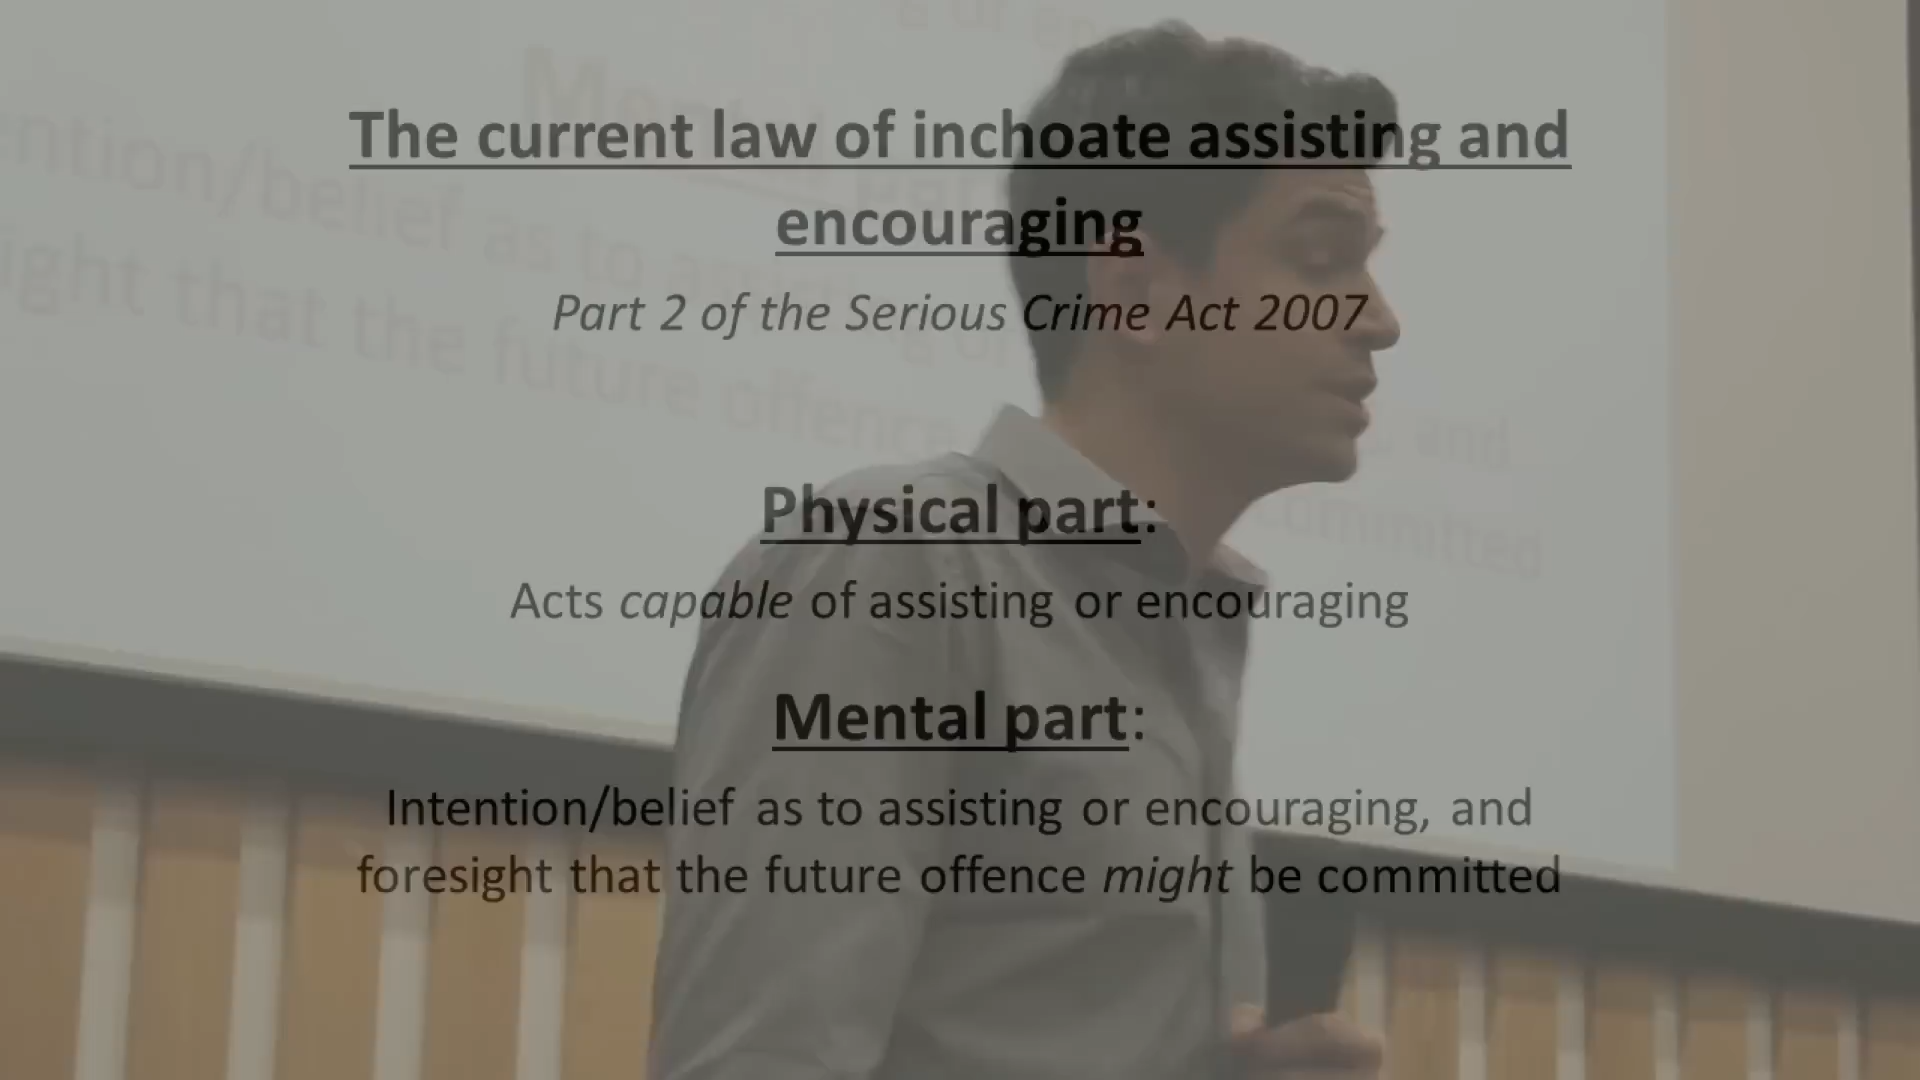 The current law of inchoate assisting and
encouraging
Part 2 of the Serious Crime Act 2007
Physical part:
Acts capable of assisting or encouraging
Mental part:
Intention/belief as to assisting or encouraging, and
foresight that the future offence might be committed